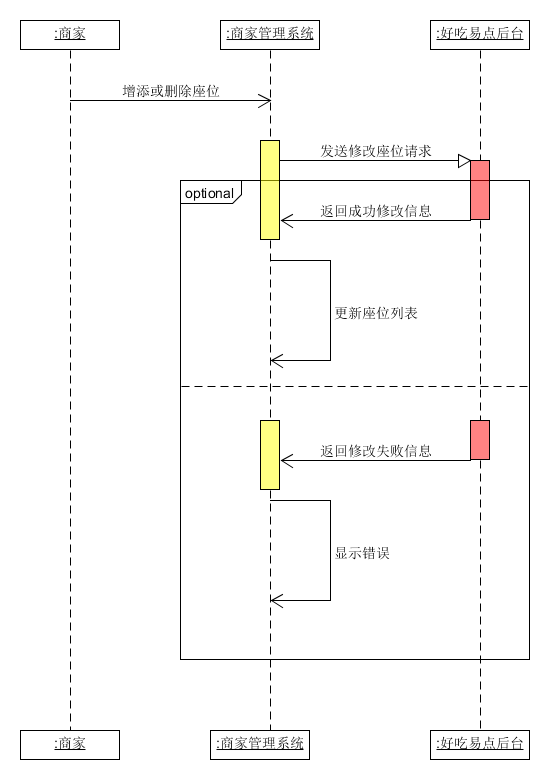 :商家
:商家管理系统
:好吃易点后台
增添或删除座位
发送修改座位请求
optional
返回成功修改信息
更新座位列表
返回修改失败信息
显示错误
:商家
:商家管理系统
:好吃易点后台